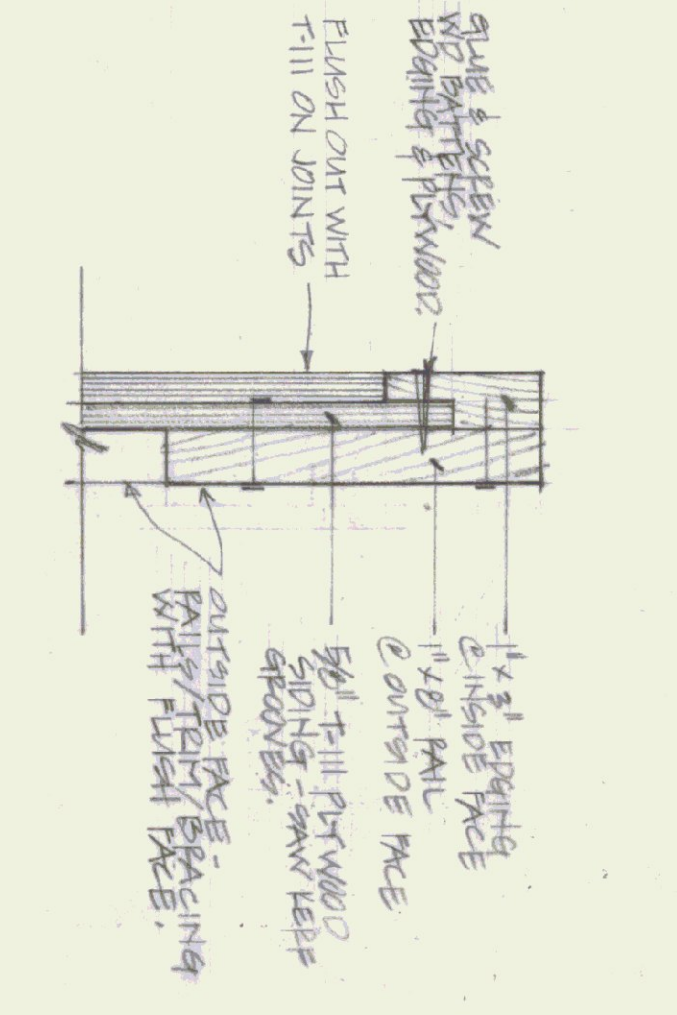 GLUE & SCREW
WD BATTENS,
EDGING & PLYWOOD.
FLUSH OUT WITH
T-111 ON JOINTS
1" x 3" EDGING
@ INSIDE FACE
1" x 8" RAIL
@ OUTSIDE FACE
5/8" T-111 PLYWOOD
SIDING - SAW KERF
GROOVES.
OUTSIDE FACE -
RAILS/TRIM/BRACING
WITH FLUSH FACE.